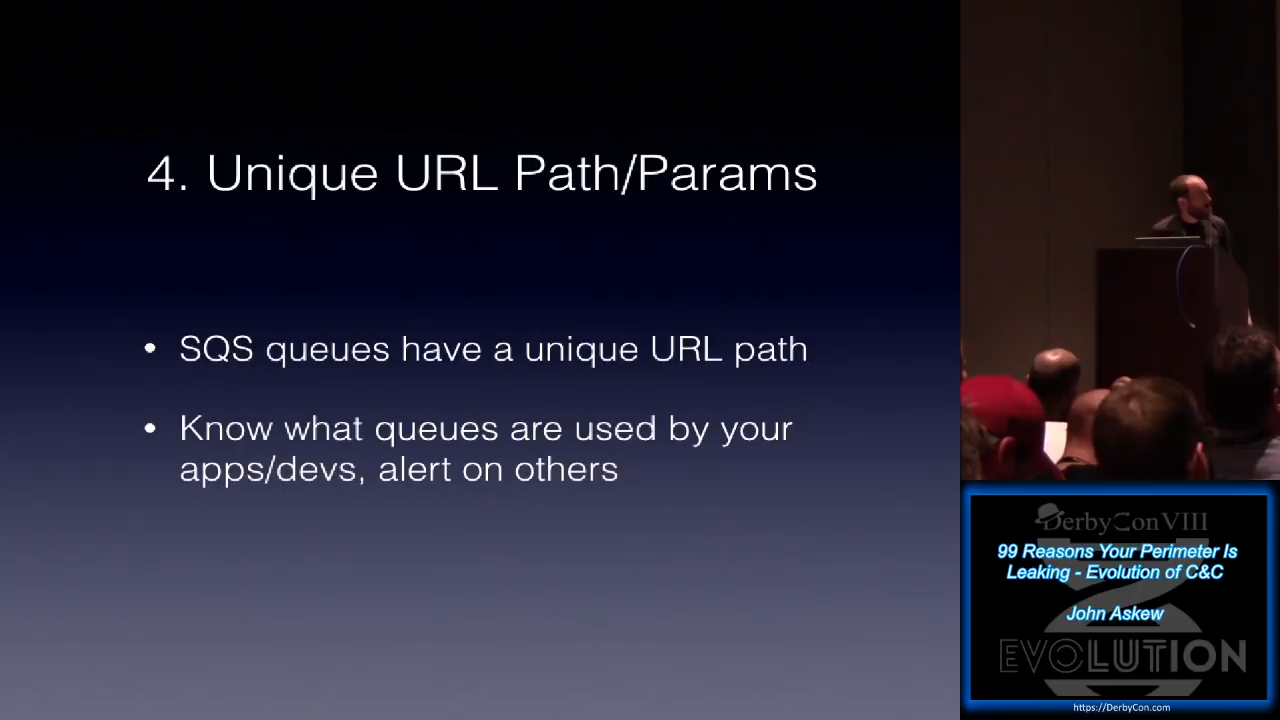 4. Unique URL Path/Params
• SQS queues have a unique URL path
• Know what queues are used by your
apps/devs, alert on others
DerbyCon VIII
99 Reasons Your Perimeter Is
Leaking - Evolution of C&C
John Askew
EVOLUTION
https://DerbyCon.com